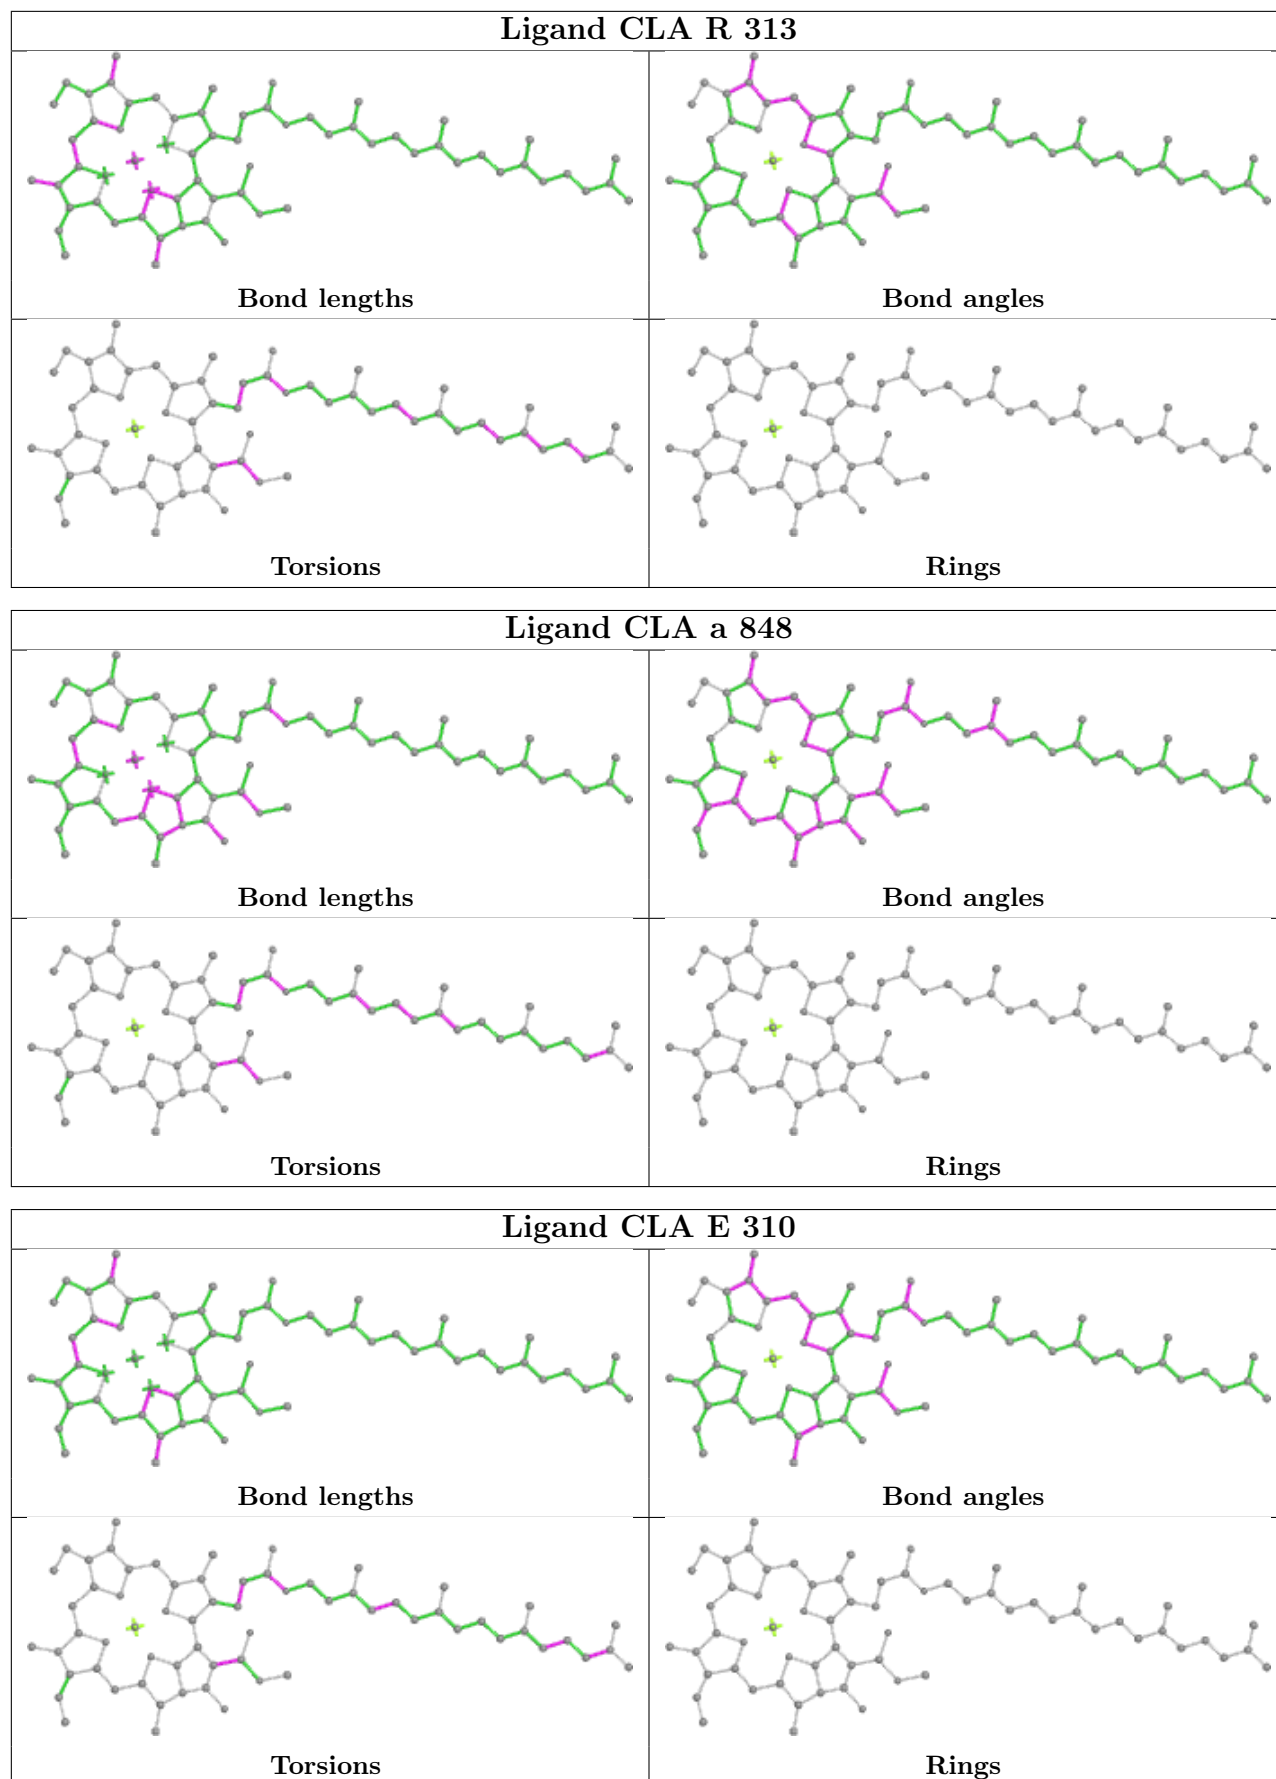 Ligand CLA R 313
Bond lengths
Bond angles
Torsions
Rings
Ligand CLA a 848
Bond lengths
Bond angles
Torsions
Rings
Ligand CLA E 310
Bond lengths
Bond angles
Torsions
Rings